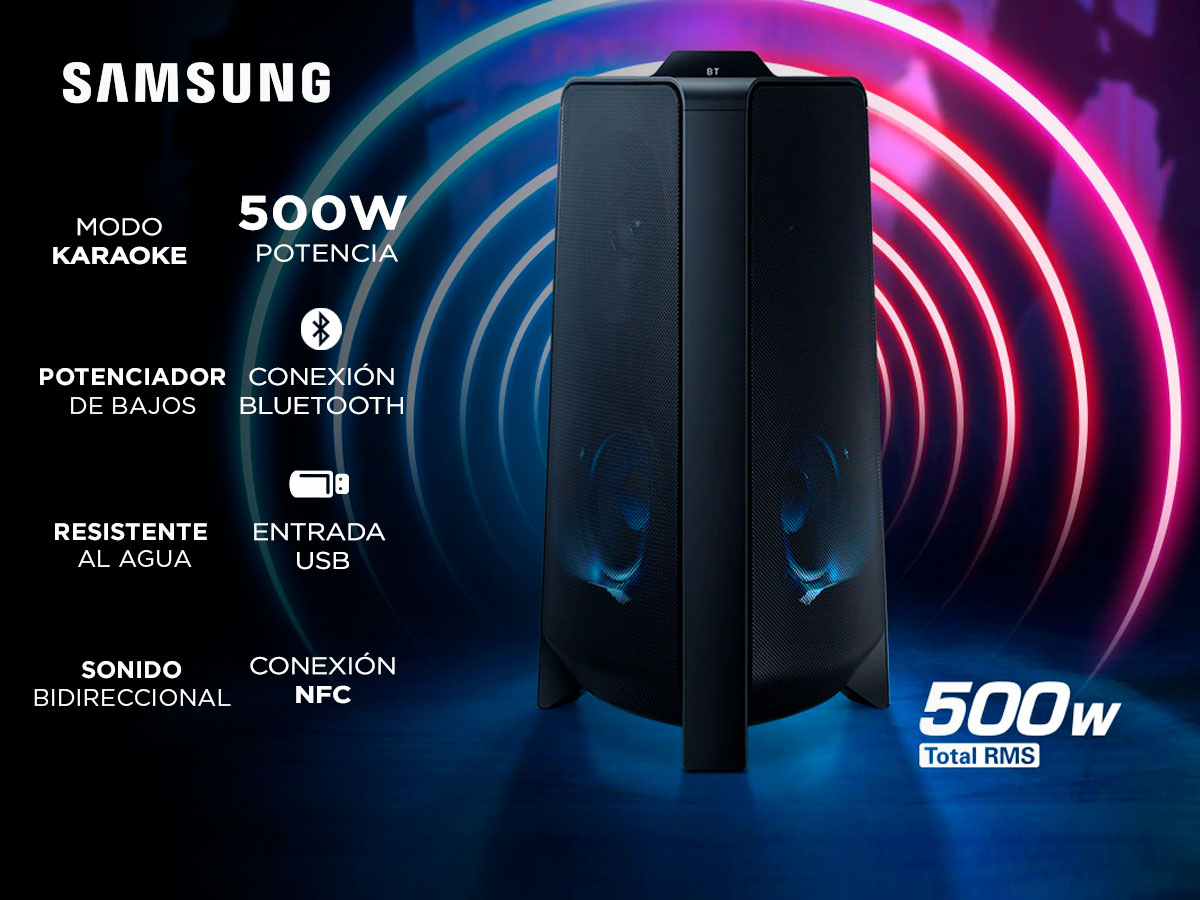 SAMSUNG
MODO
KARAOKE
500W
POTENCIA
POTENCIADOR
DE BAJOS
CONEXIÓN
BLUETOOTH
RESISTENTE
AL AGUA
ENTRADA
USB
SONIDO
BIDIRECCIONAL
CONEXIÓN
NFC
BT
500W
Total RMS